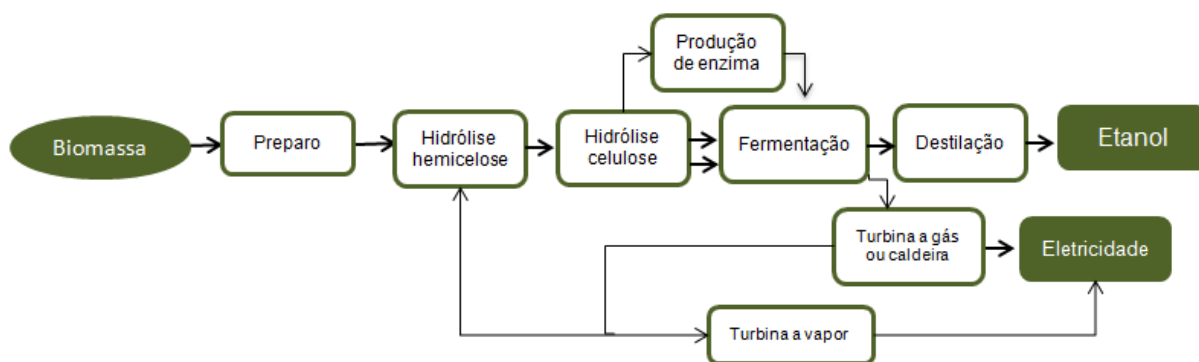 Produção
de enzima
Biomassa
Preparo
Hidrólise
hemicelose
Hidrólise
celulose
Fermentação
Destilação
Etanol
Turbina a gás
ou caldeira
Eletricidade
Turbina a vapor